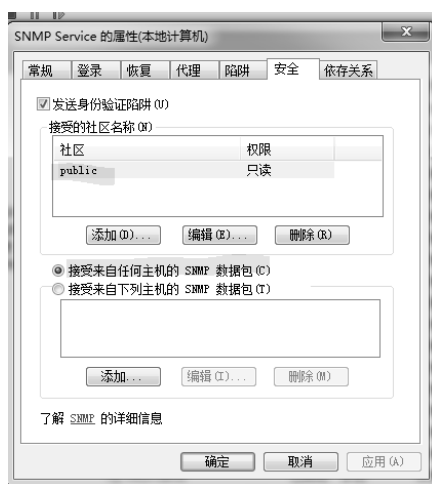 SNMP Service 的属性(本地计算机)
常规 登录 恢复 代理 陷阱 安全 依存关系
发送身份验证陷阱(U)
接受的社区名称(N)
社区 权限
public 只读
添加(D)... 编辑(E)... 删除(R)
接受来自任何主机的 SNMP 数据包(C)
接受来自下列主机的 SNMP 数据包(T)
添加... 编辑(I)... 删除(M)
了解 SNMP 的详细信息
确定 取消 应用(A)